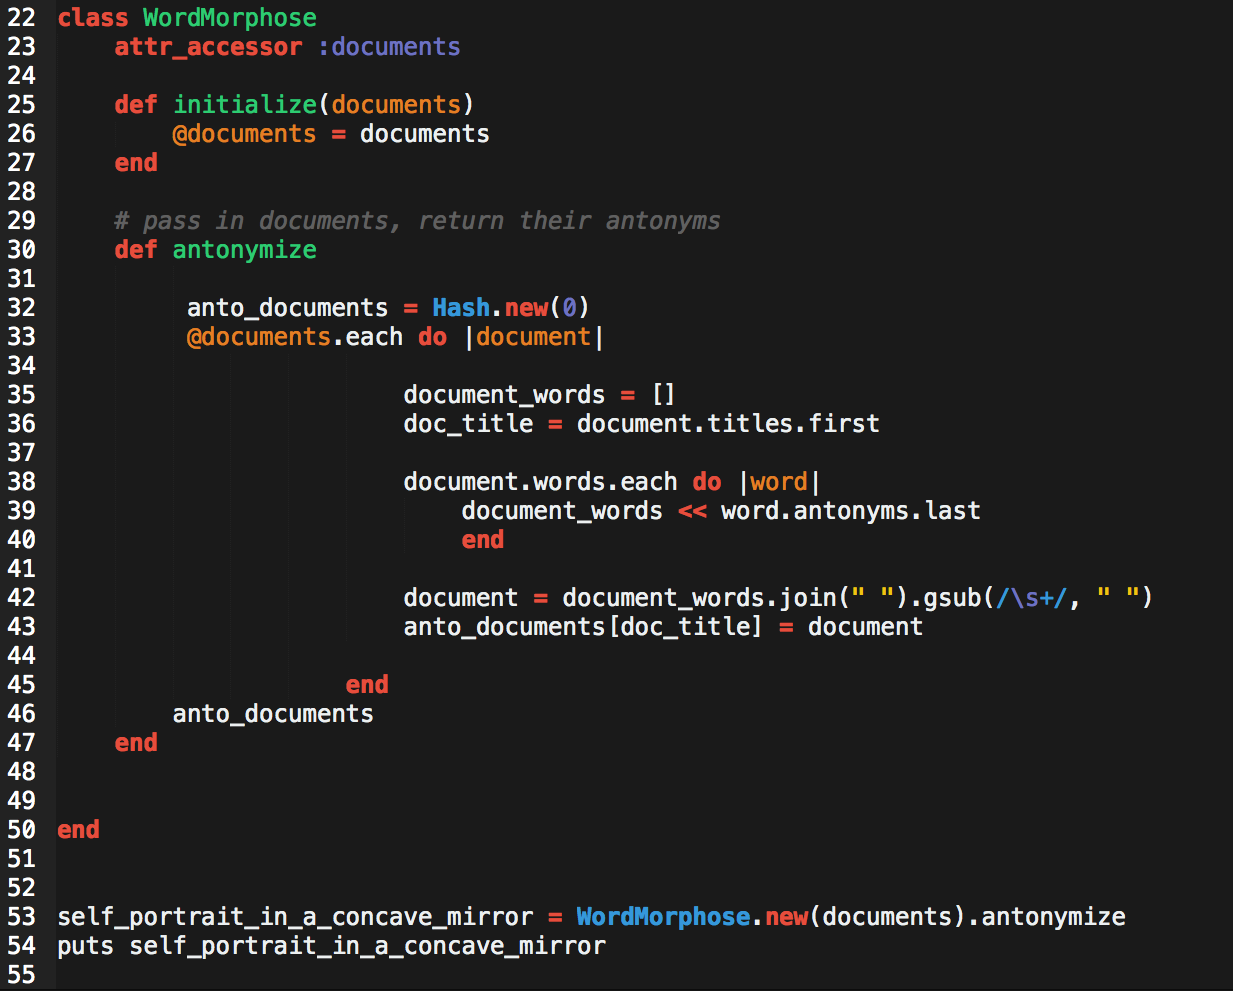 22 class WordMorphose
23     attr_accessor :documents
24
25     def initialize(documents)
26         @documents = documents
27     end
28
29     # pass in documents, return their antonyms
30     def antonymize
31
32          anto_documents = Hash.new(0)
33          @documents.each do |document|
34
35                         document_words = []
36                         doc_title = document.titles.first
37
38                         document.words.each do |word|
39                             document_words << word.antonyms.last
40                             end
41
42                         document = document_words.join(" ").gsub(/\s+/, " ")
43                         anto_documents[doc_title] = document
44
45                     end
46         anto_documents
47     end
48
49
50 end
51
52
53 self_portrait_in_a_concave_mirror = WordMorphose.new(documents).antonymize
54 puts self_portrait_in_a_concave_mirror
55